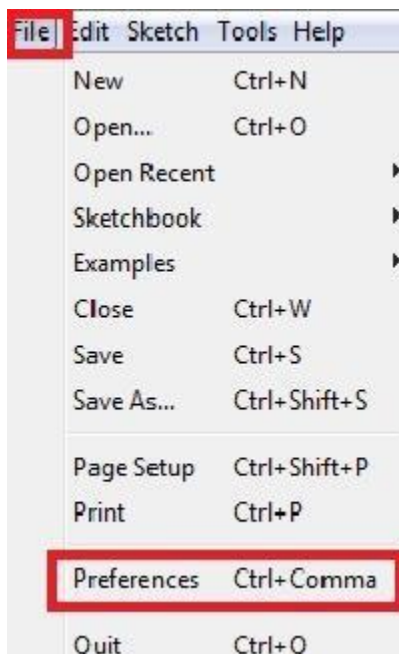 File Edit Sketch Tools Help
New Ctrl+N
Open... Ctrl+O
Open Recent
Sketchbook
Examples
Close Ctrl+W
Save Ctrl+S
Save As... Ctrl+Shift+S
Page Setup Ctrl+Shift+P
Print Ctrl+P
Preferences Ctrl+Comma
Quit Ctrl+Q